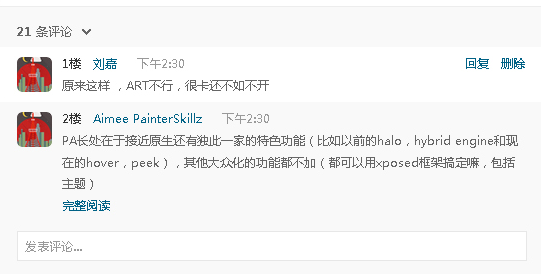 21 条评论
1楼 刘嘉 下午2:30 回复 删除
原来这样 ，ART不行，很卡还不如不开
2楼 Aimee PainterSkillz 下午2:30
PA长处在于接近原生还有独此一家的特色功能（比如以前的halo，hybrid engine和现
在的hover，peek），其他大众化的功能都不加（都可以用xposed框架搞定嘛，包括
主题）
完整阅读
发表评论...